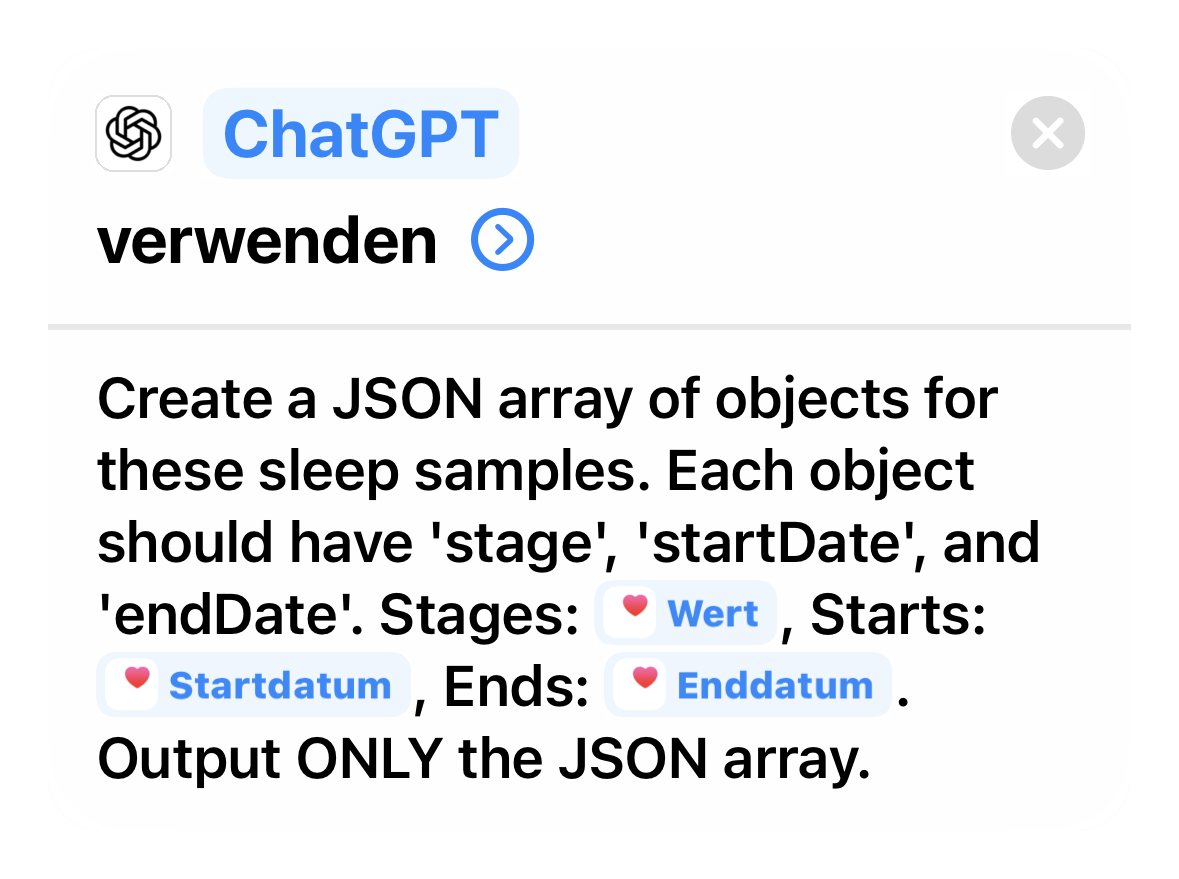 ChatGPT
verwenden
Create a JSON array of objects for
these sleep samples. Each object
should have 'stage', 'startDate', and
'endDate'. Stages: Wert, Starts:
Startdatum, Ends: Enddatum.
Output ONLY the JSON array.